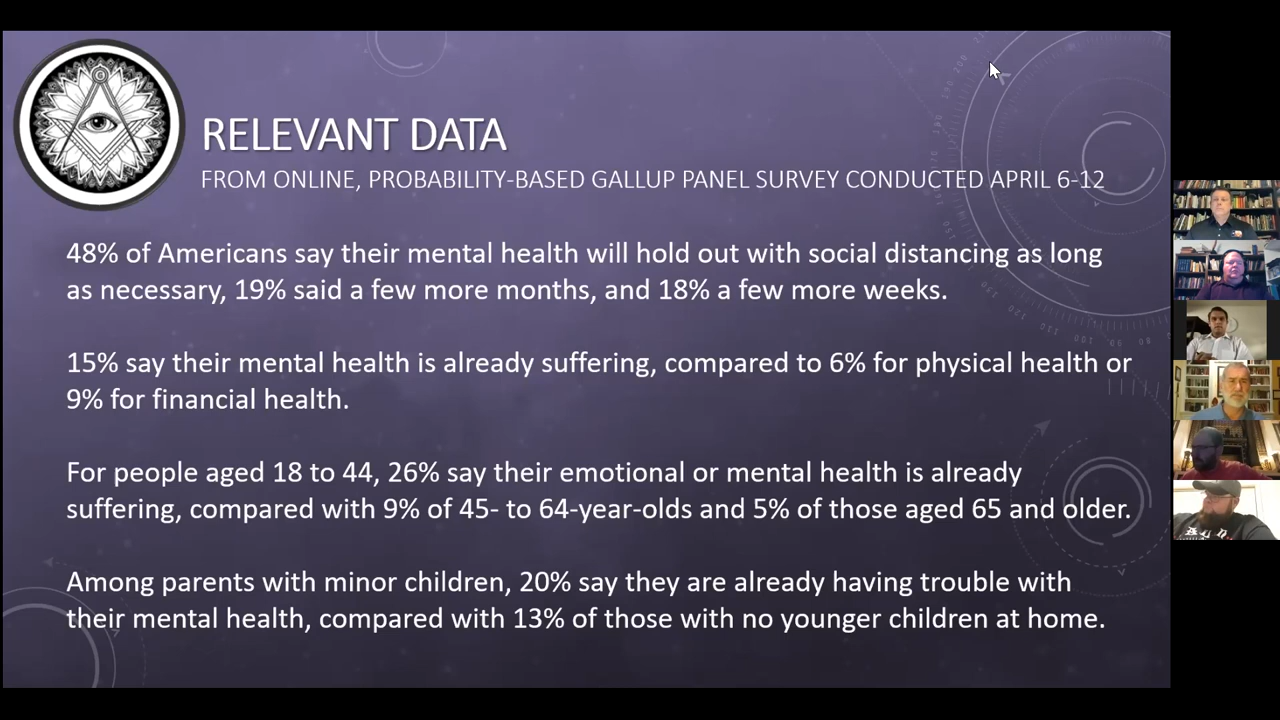 RELEVANT DATA
FROM ONLINE, PROBABILITY-BASED GALLUP PANEL SURVEY CONDUCTED APRIL 6-12
48% of Americans say their mental health will hold out with social distancing as long
as necessary, 19% said a few more months, and 18% a few more weeks.
15% say their mental health is already suffering, compared to 6% for physical health or
9% for financial health.
For people aged 18 to 44, 26% say their emotional or mental health is already
suffering, compared with 9% of 45- to 64-year-olds and 5% of those aged 65 and older.
Among parents with minor children, 20% say they are already having trouble with
their mental health, compared with 13% of those with no younger children at home.